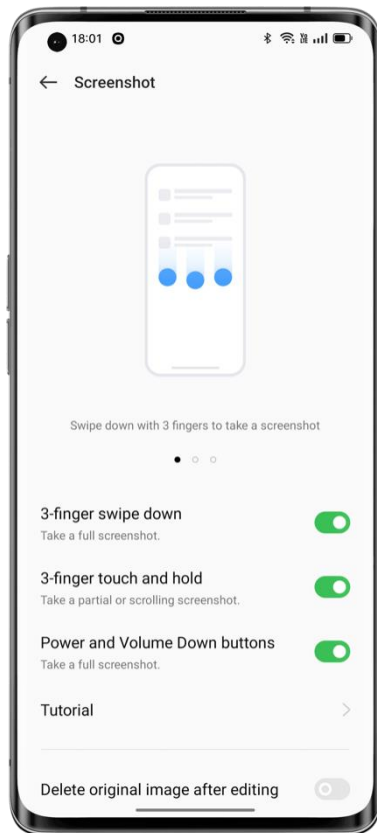 18:01
Screenshot
Swipe down with 3 fingers to take a screenshot
3-finger swipe down
Take a full screenshot.
3-finger touch and hold
Take a partial or scrolling screenshot.
Power and Volume Down buttons
Take a full screenshot.
Tutorial
Delete original image after editing